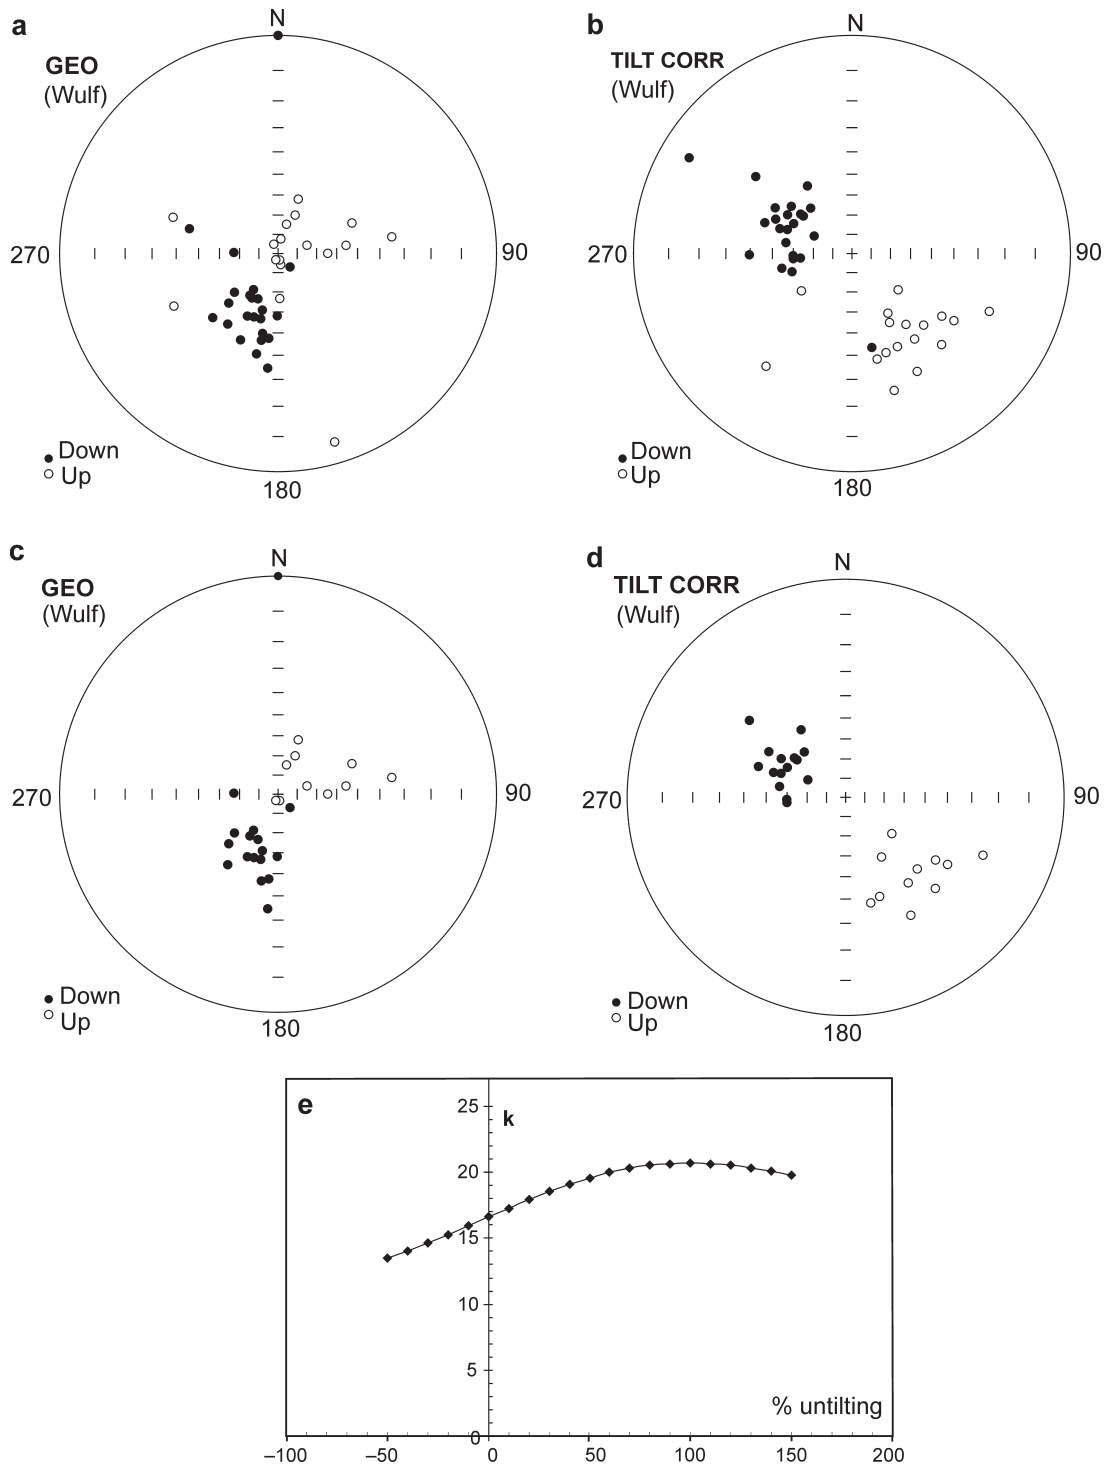 a
N
GEO
(Wulf)
270
90
Down
Up
180
b
N
TILT CORR
(Wulf)
270
90
Down
Up
180
c
N
GEO
(Wulf)
270
90
Down
Up
180
d
N
TILT CORR
(Wulf)
270
90
Down
Up
180
e
k
25
20
15
10
5
0
% untilting
–100 –50 0 50 100 150 200